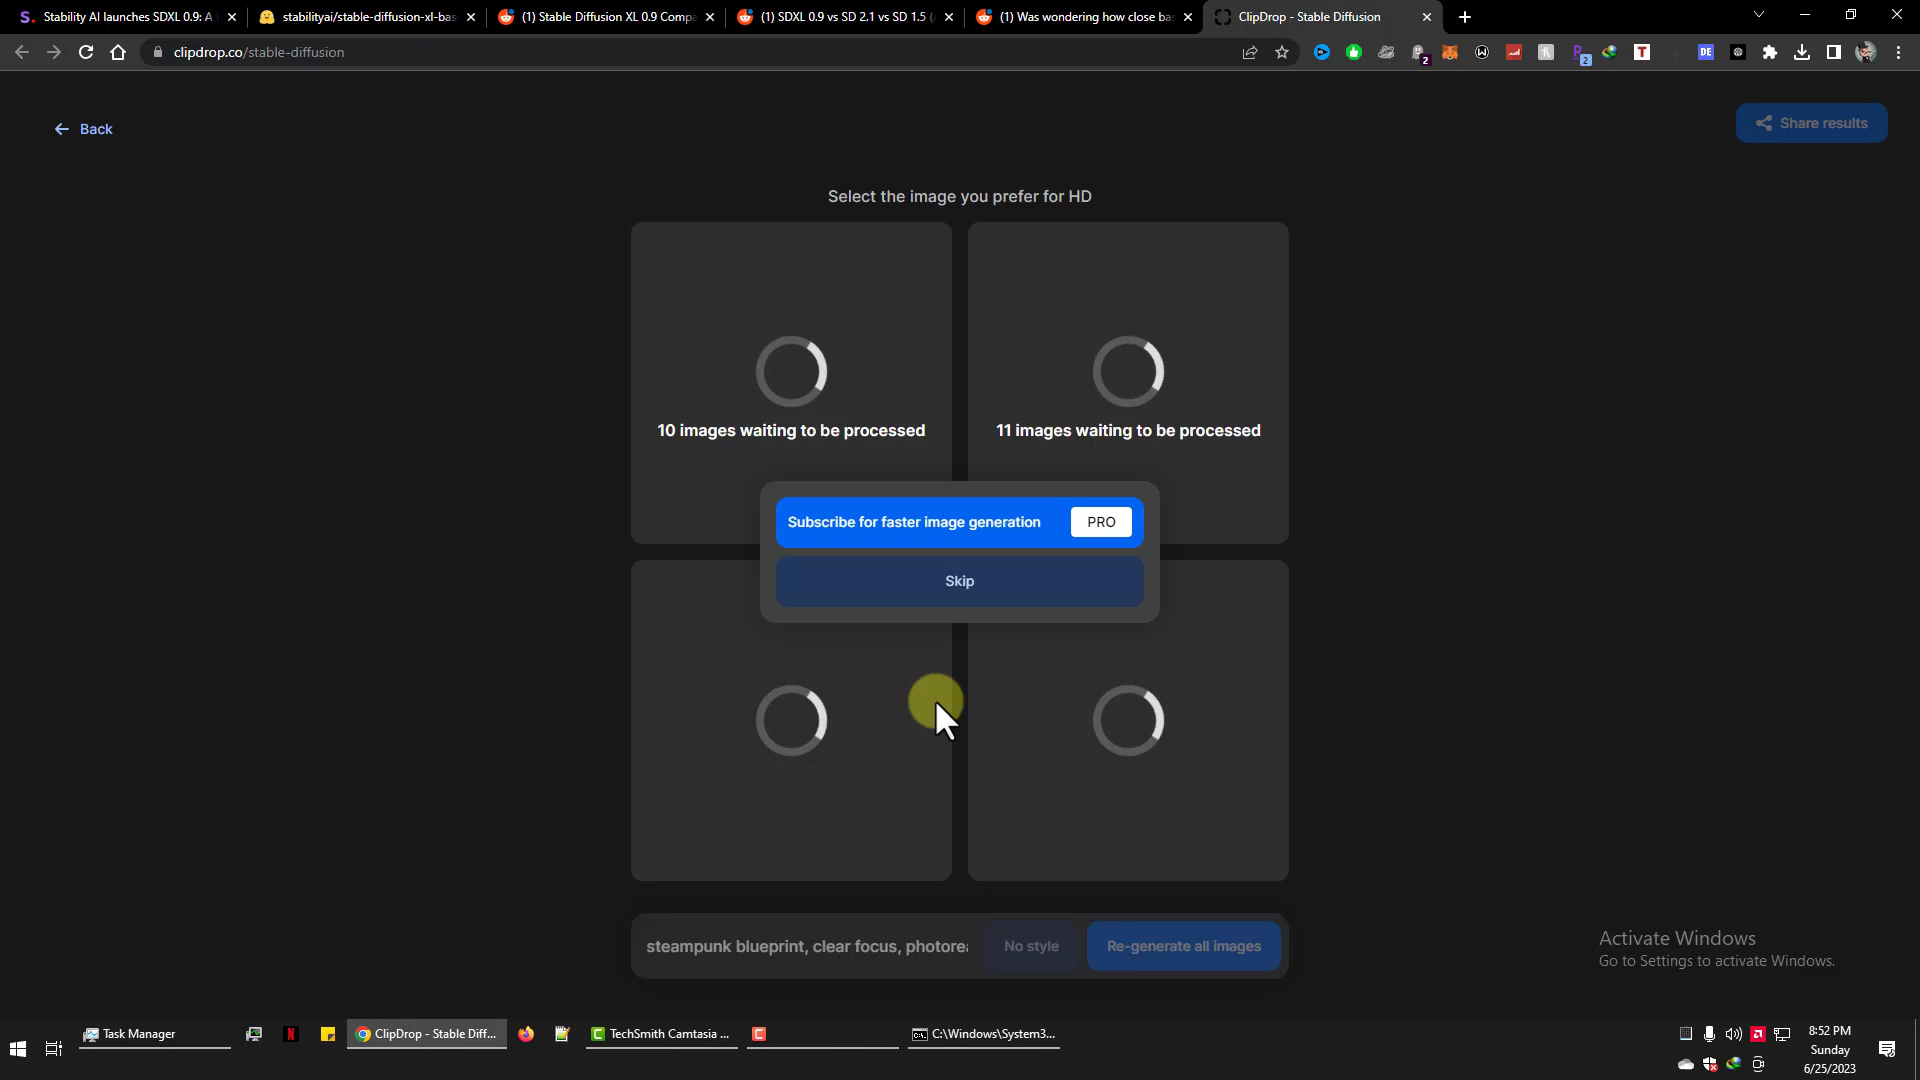 S. Stability AI launches SDXL 0.9: A
stabilityai/stable-diffusion-xl-bas
(1) Stable Diffusion XL 0.9 Compa
(1) SDXL 0.9 vs SD 2.1 vs SD 1.5 (
(1) Was wondering how close ba
ClipDrop - Stable Diffusion
clipdrop.co/stable-diffusion
2
2
T
DE
Back
Share results
Select the image you prefer for HD
10 images waiting to be processed
11 images waiting to be processed
Subscribe for faster image generation
PRO
Skip
steampunk blueprint, clear focus, photorea
No style
Re-generate all images
Activate Windows
Go to Settings to activate Windows.
Task Manager
N
ClipDrop - Stable Diff...
TechSmith Camtasia ...
C:\Windows\System3...
8:52 PM
Sunday
6/25/2023